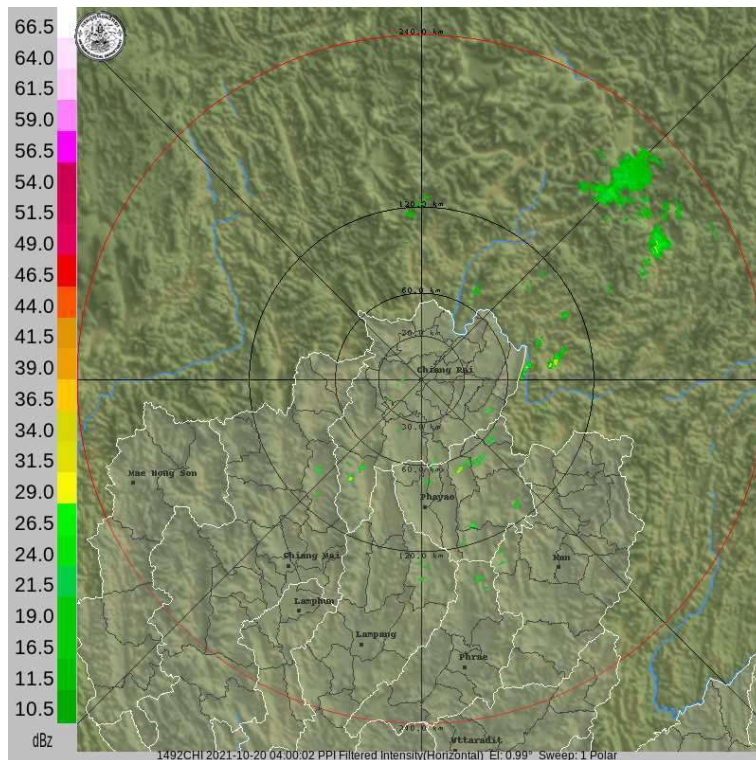 66.5
64.0
61.5
59.0
56.5
54.0
51.5
49.0
46.5
44.0
41.5
39.0
36.5
34.0
31.5
29.0
26.5
24.0
21.5
19.0
16.5
11.5
10.5
dBz
240.0 km
120.0 km
60.0 km
Chiang Rai
30.0 km
60.0 km
Mae Hong Son
Phayao
120.0 km
Chiang Mai
Nan
Lamphun
Lampang
Phrae
240.0 km
Uttaradit
1492CHI 2021-10-20 04:00:02 PPI Filtered Intensity(Horizontal) El: 0.99° Sweep: 1 Polar